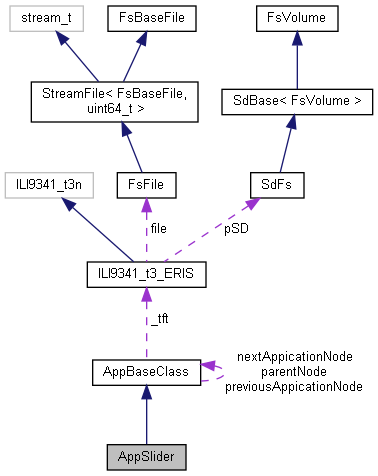 stream_t
FsBaseFile
FsVolume
StreamFile< FsBaseFile,
uint64_t >
SdBase< FsVolume >
ILI9341_t3n
FsFile
SdFs
file
pSD
ILI9341_t3_ERIS
_tft
nextAppicationNode
parentNode
previousAppicationNode
AppBaseClass
AppSlider